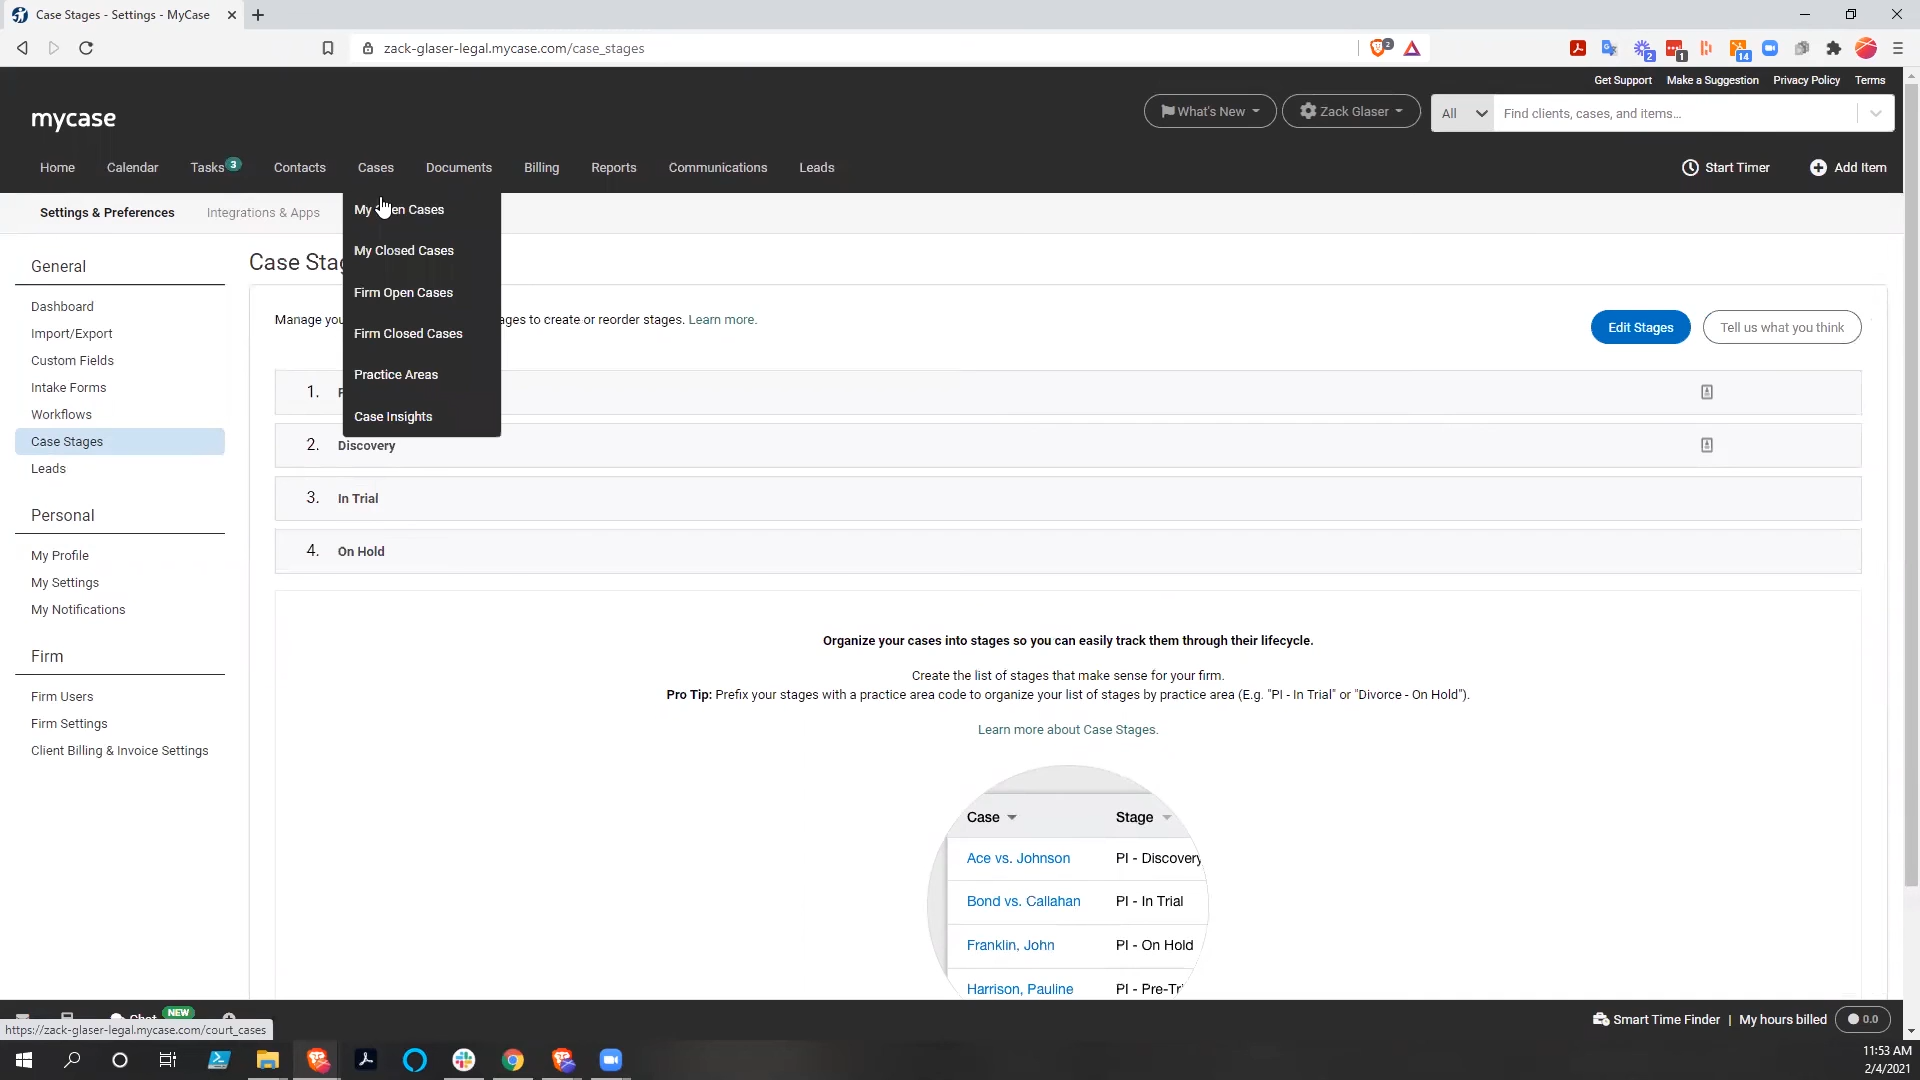 Case Stages - Settings - MyCase
zack-glaser-legal.mycase.com/case_stages
2
2
1
14
Get Support Make a Suggestion Privacy Policy Terms
mycase
What's New
Zack Glaser
All
Find clients, cases, and items...
Home Calendar Tasks 3 Contacts Cases Documents Billing Reports Communications Leads
Start Timer
Add Item
Settings & Preferences
Integrations & Apps
My Open Cases
My Closed Cases
Firm Open Cases
Firm Closed Cases
Practice Areas
Case Insights
General
Dashboard
Import/Export
Custom Fields
Intake Forms
Workflows
Case Stages
Leads
Personal
My Profile
My Settings
My Notifications
Firm
Firm Users
Firm Settings
Client Billing & Invoice Settings
Case Stag
Manage you
ages to create or reorder stages. Learn more.
Edit Stages
Tell us what you think
1.
2. Discovery
3. In Trial
4. On Hold
Organize your cases into stages so you can easily track them through their lifecycle.
Create the list of stages that make sense for your firm.
Pro Tip: Prefix your stages with a practice area code to organize your list of stages by practice area (E.g. "PI - In Trial" or "Divorce - On Hold").
Learn more about Case Stages.
Case Stage
Ace vs. Johnson PI - Discovery
Bond vs. Callahan PI - In Trial
Franklin, John PI - On Hold
Harrison, Pauline PI - Pre-Tr
Chat NEW
https://zack-glaser-legal.mycase.com/court_cases
Smart Time Finder | My hours billed 0.0
11:53 AM
2/4/2021